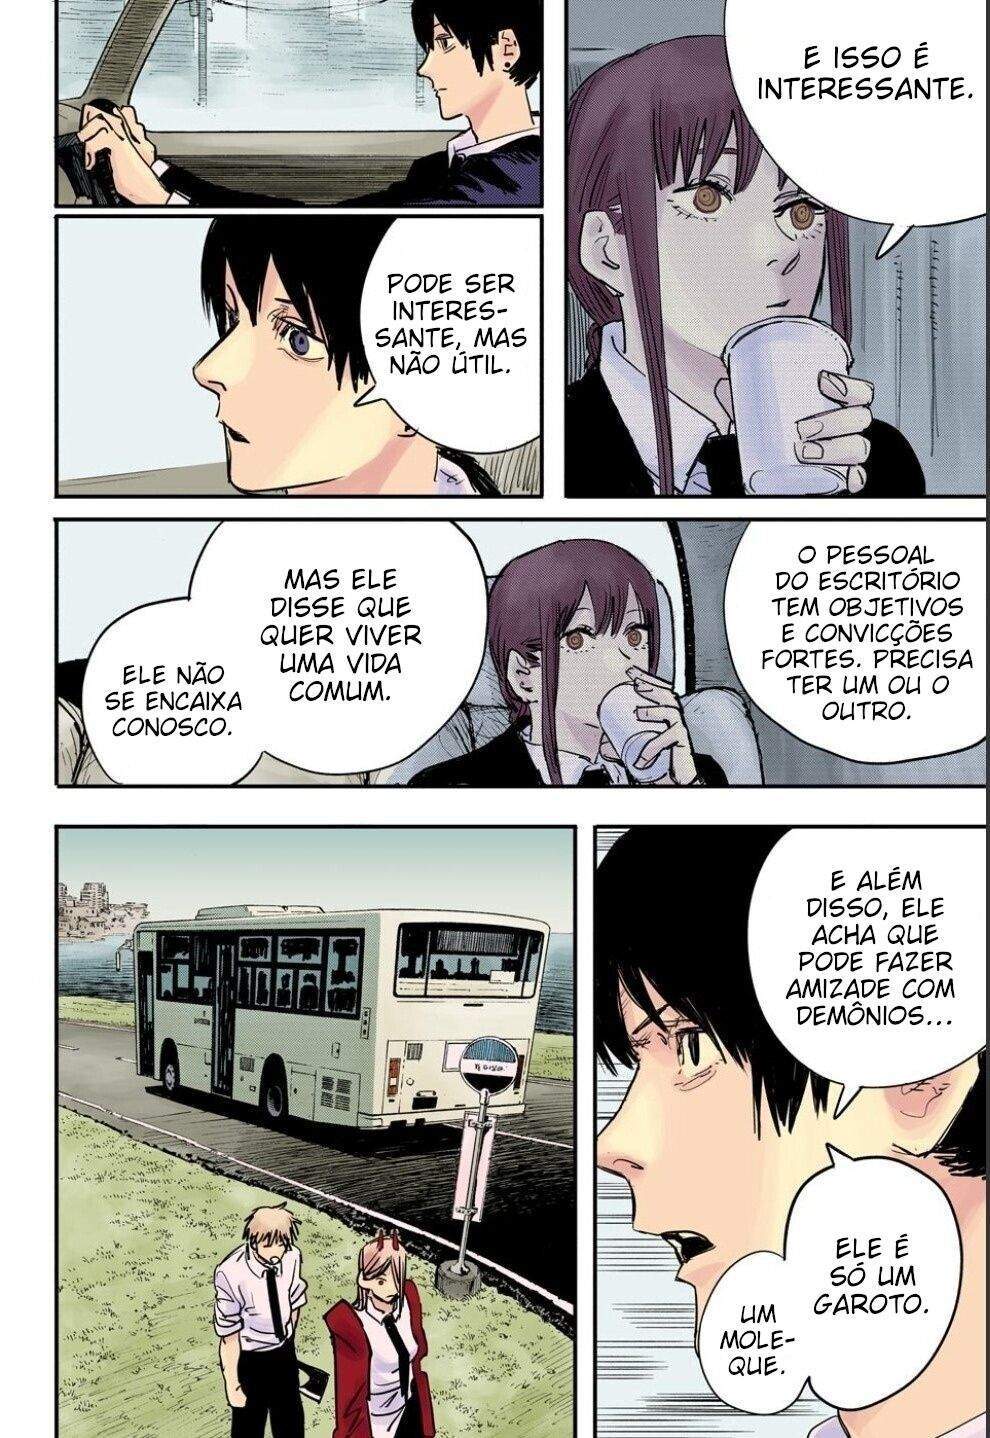 E ISSO É
INTERESSANTE.
PODE SER
INTERES-
SANTE, MAS
NÃO ÚTIL.
O PESSOAL
DO ESCRITÓRIO
TEM OBJETIVOS
E CONVICÇÕES
FORTES. PRECISA
TER UM OU O
OUTRO.
MAS ELE
DISSE QUE
QUER VIVER
UMA VIDA
COMUM.
ELE NÃO
SE ENCAIXA
CONOSCO.
E ALÉM
DISSO, ELE
ACHA QUE
PODE FAZER
AMIZADE COM
DEMÔNIOS...
ELE É
SÓ UM
GAROTO.
UM
MOLE-
QUE.